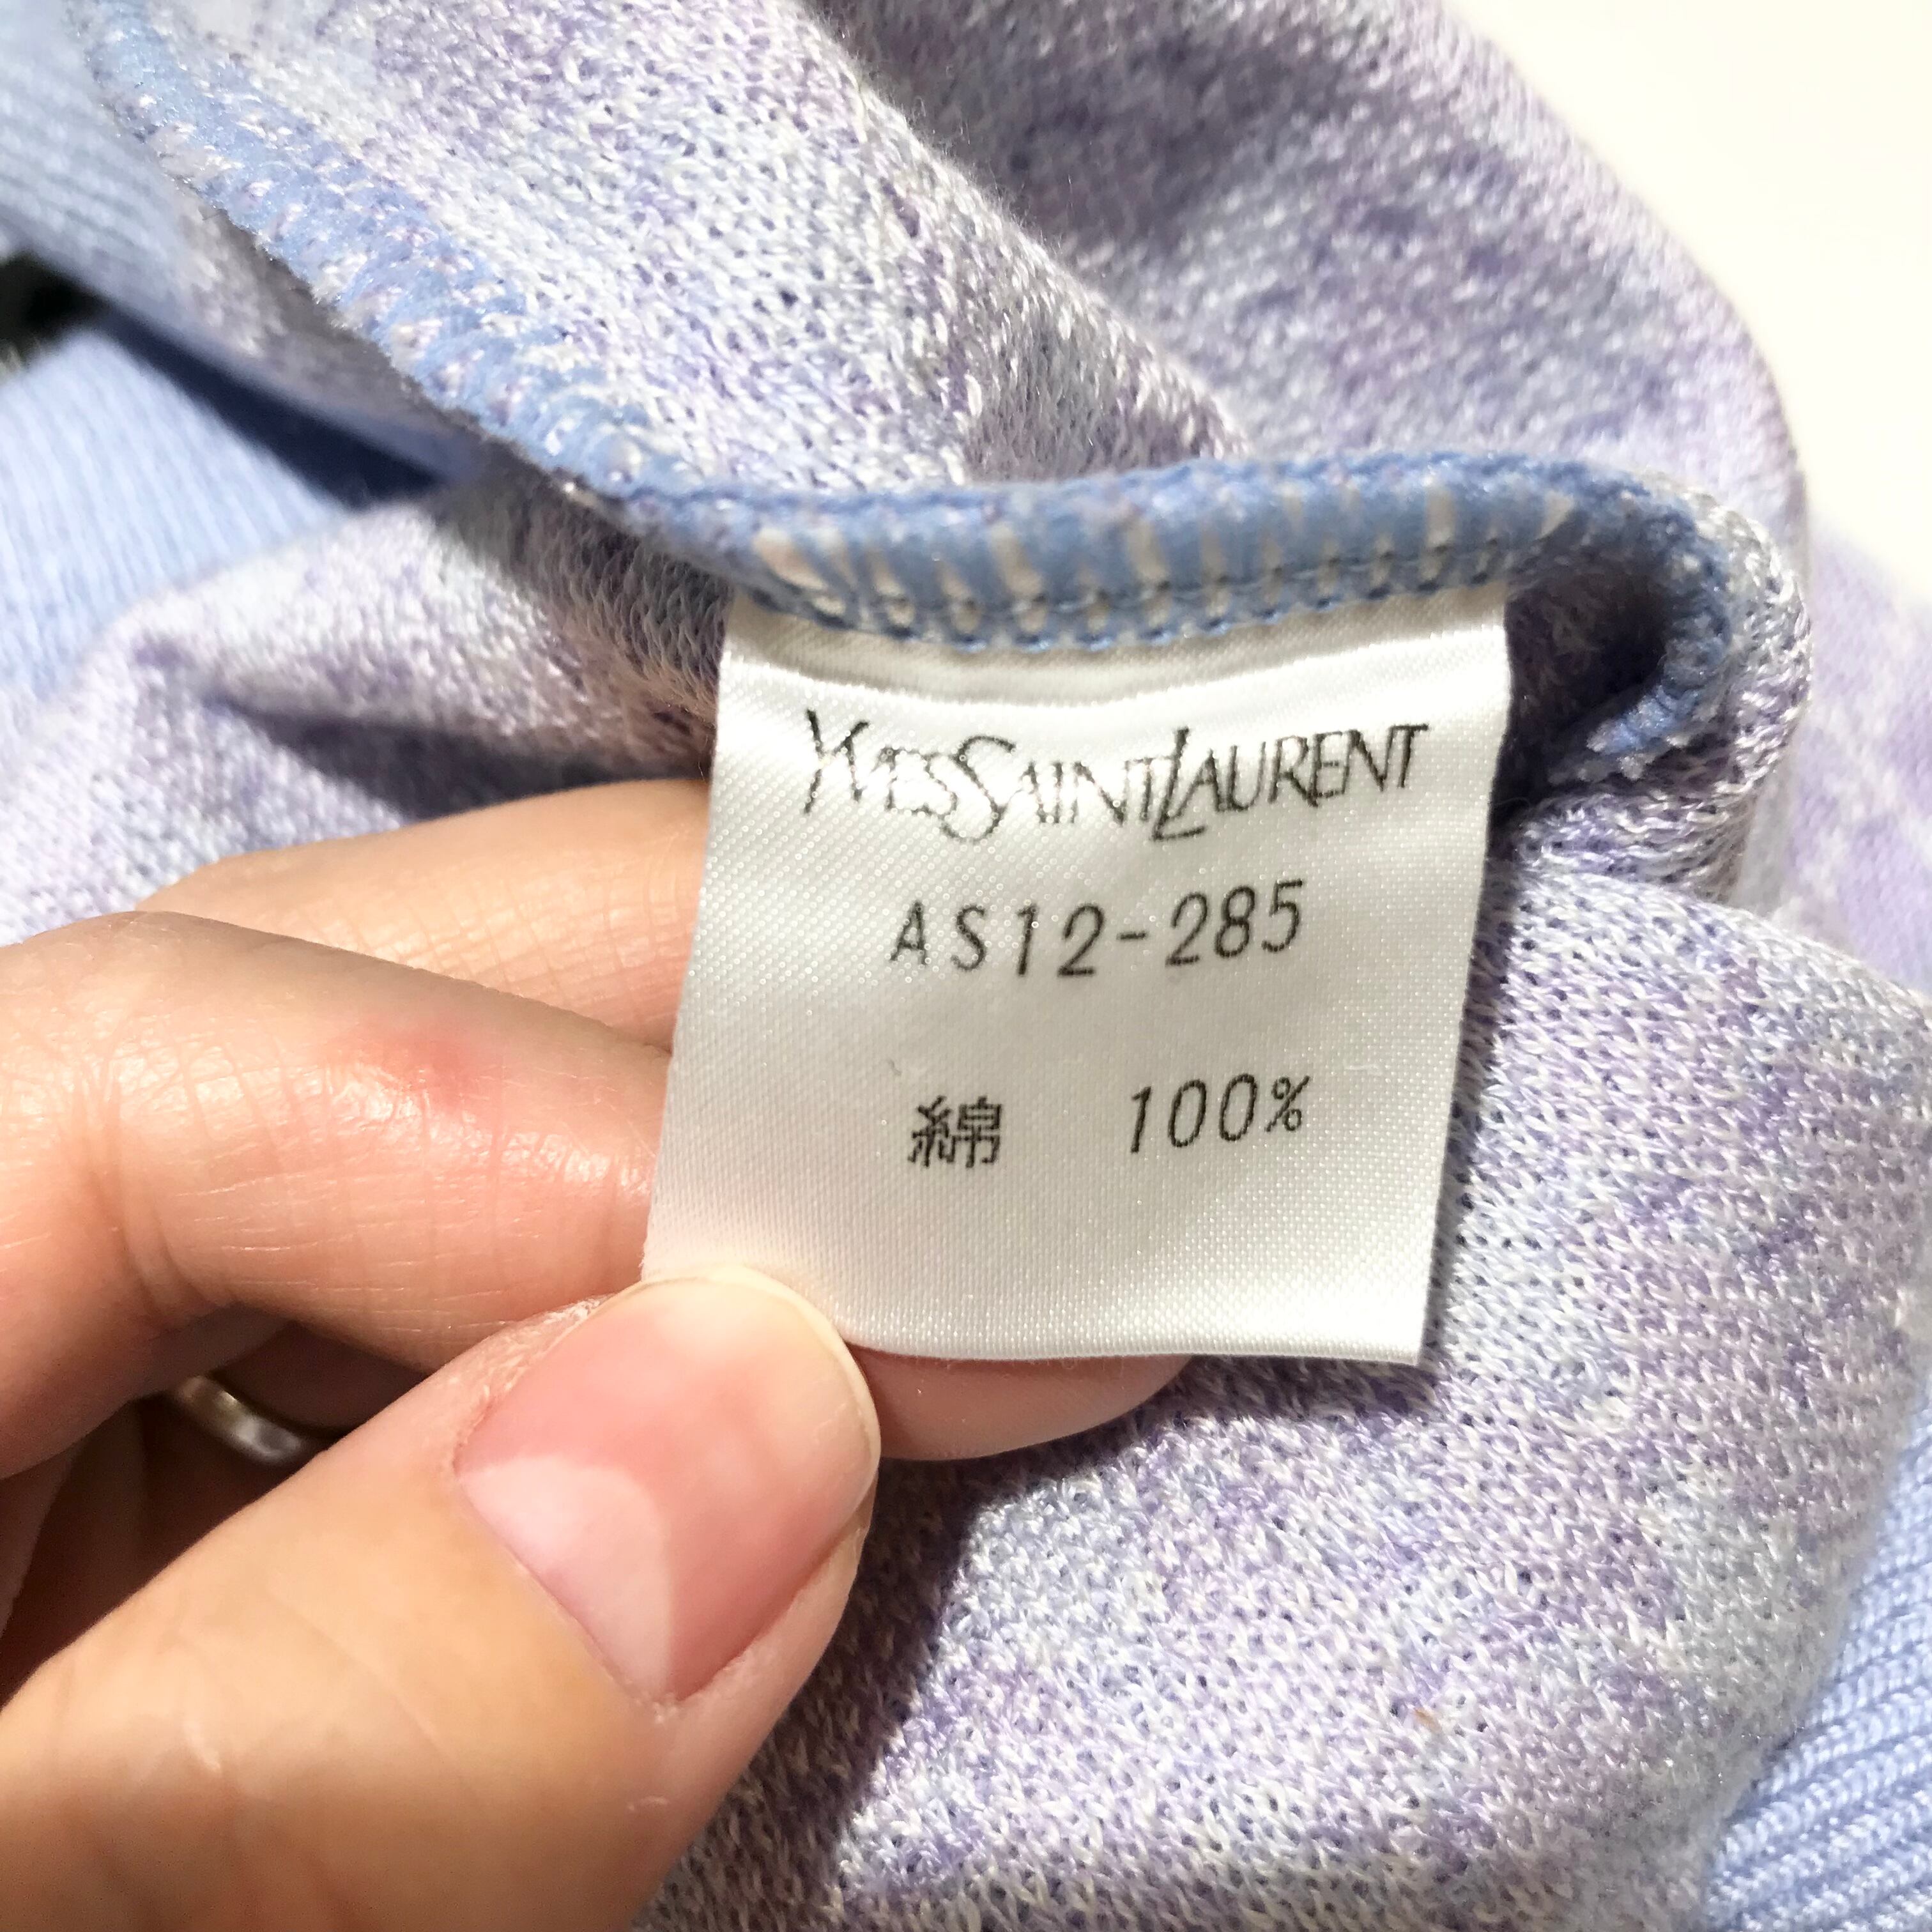 YVESSAINTLAURENT
AS12-285
綿 100%